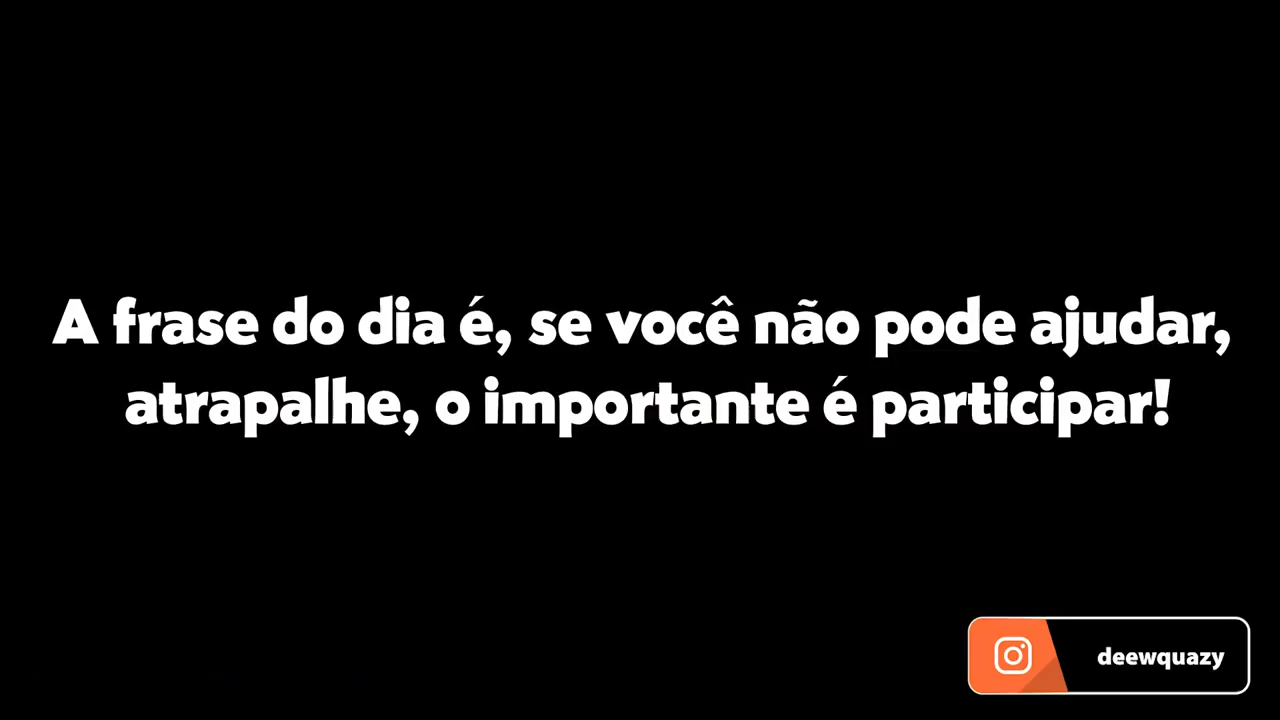 A frase do dia é, se você não pode ajudar,
atrapalhe, o importante é participar!
deewquazy